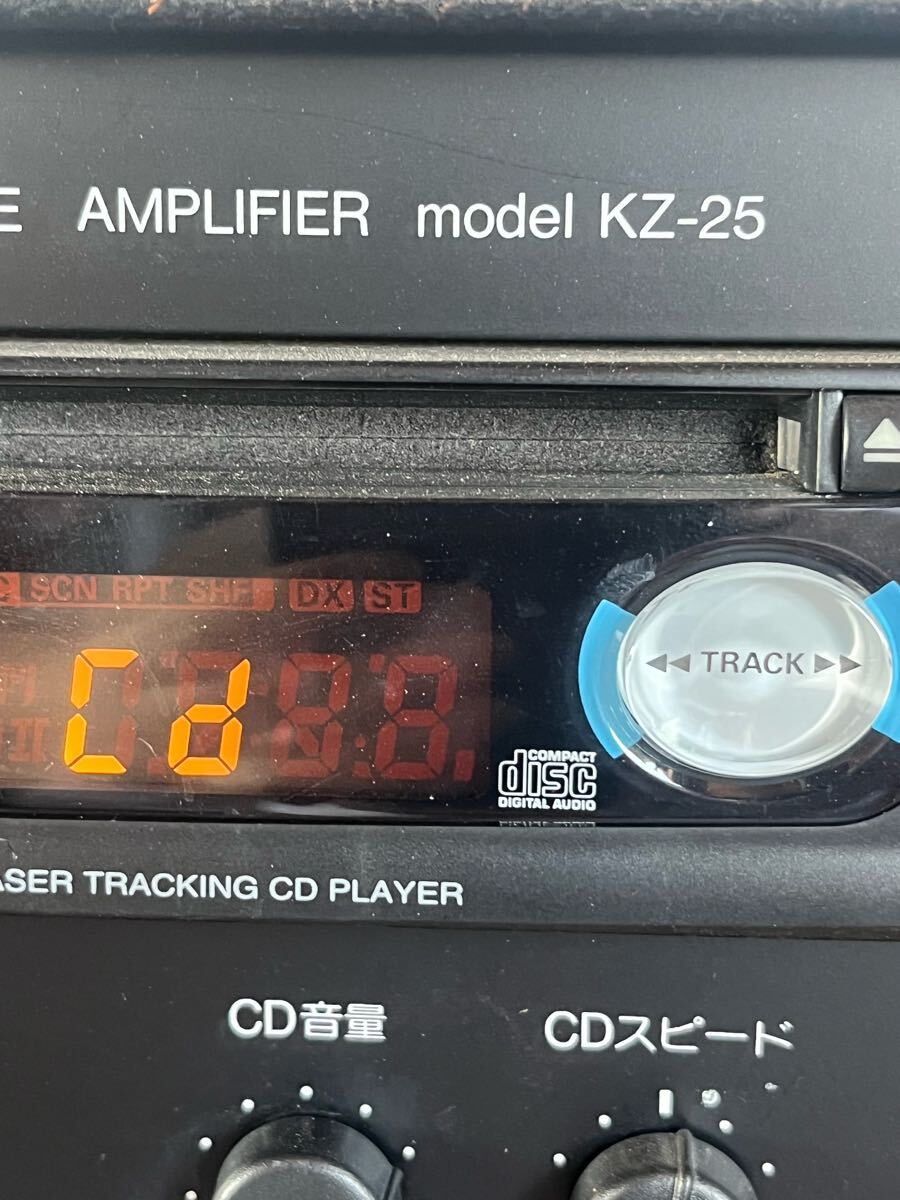 E AMPLIFIER model KZ-25
SCN RPT SHF DX ST
Cd
◄◄ TRACK ►►
COMPACT
disc
DIGITAL AUDIO
ASER TRACKING CD PLAYER
CD音量
CDスピード